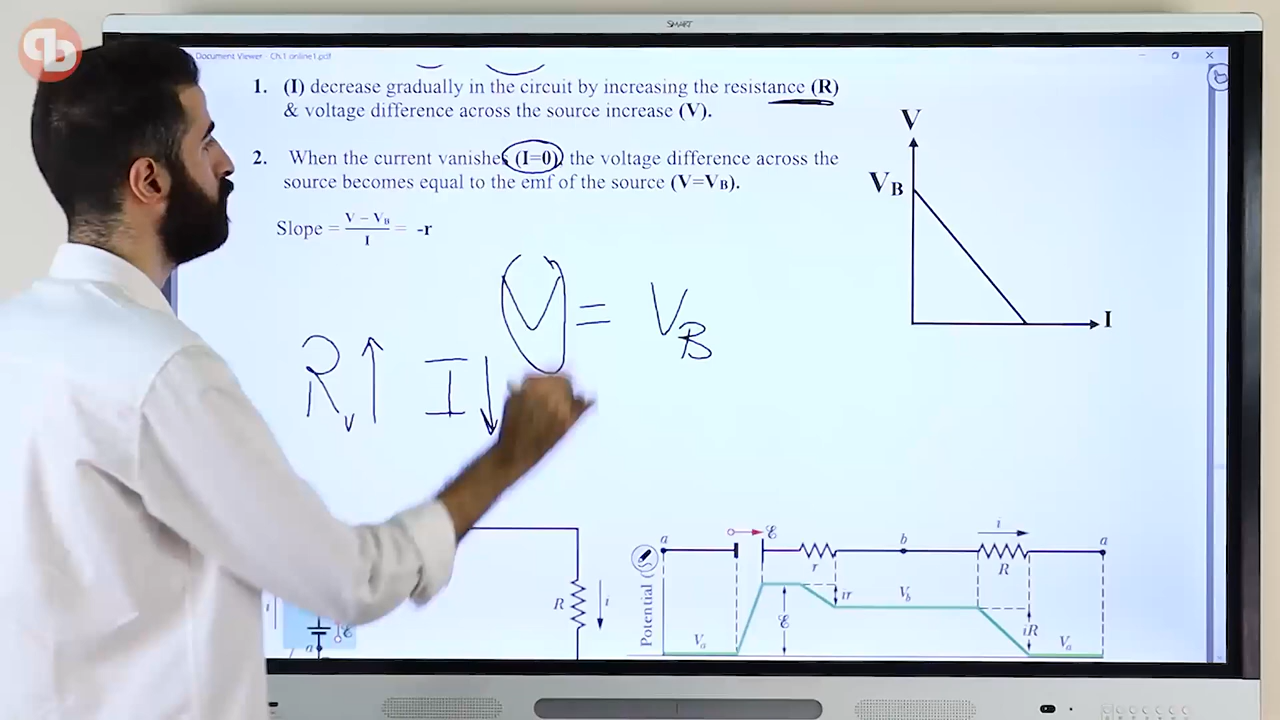 SMART
Document Viewer - Ch.1 online1.pdf
1. (I) decrease gradually in the circuit by increasing the resistance (R)
& voltage difference across the source increase (V).
2. When the current vanishes (I=0), the voltage difference across the
source becomes equal to the emf of the source (V=VB).
Slope = V – VB / I = -r
V
VB
I
V = VB
R I
a ℰ r b i R a
Potential (
Va ℰ ir Vb iR Va
R i
i ℰ
a